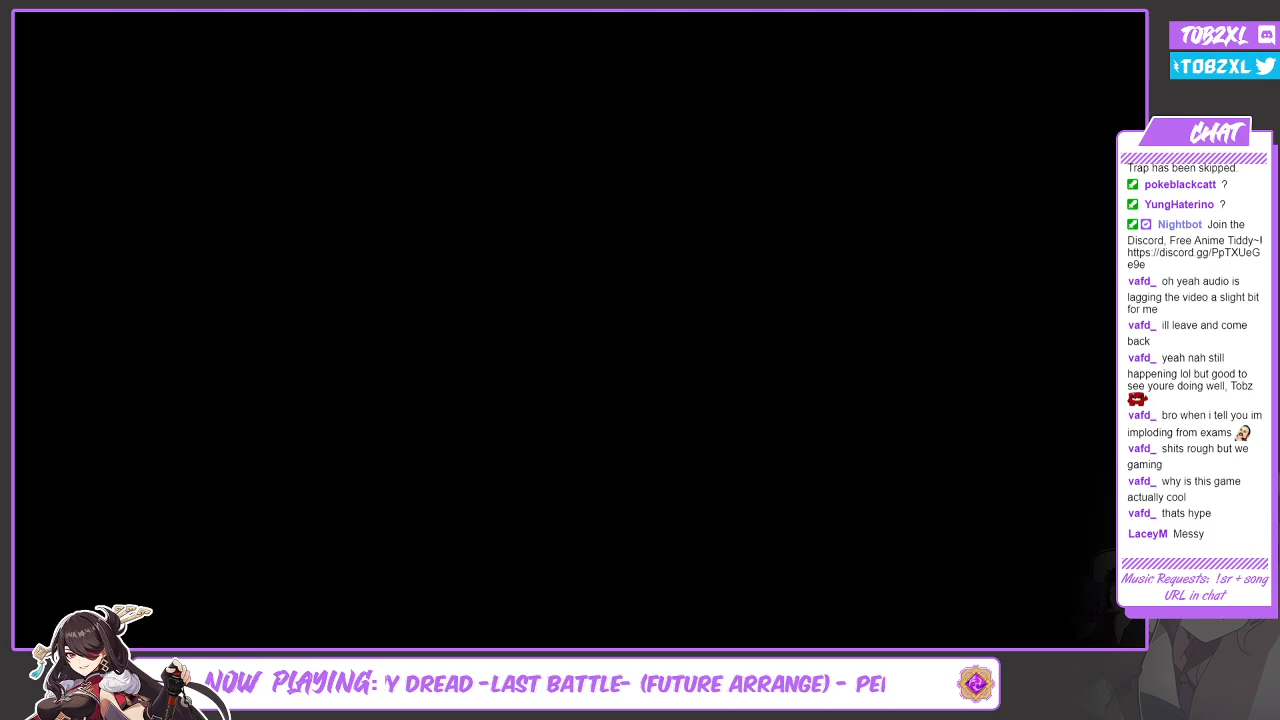 TOBZXL
TOBZXL
CHAT
Trap has been skipped.
pokeblackcatt ?
YungHaterino ?
Nightbot Join the
Discord, Free Anime Tiddy~!
https://discord.gg/PpTXUeG
e9e
vafd_ oh yeah audio is
lagging the video a slight bit
for me
vafd_ ill leave and come
back
vafd_ yeah nah still
happening lol but good to
see youre doing well, Tobz
vafd_ bro when i tell you im
imploding from exams
vafd_ shits rough but we
gaming
vafd_ why is this game
actually cool
vafd_ thats hype
LaceyM Messy
Music Requests: !sr + song
URL in chat
NOW PLAYING: Y DREAD -LAST BATTLE- (FUTURE ARRANGE) - PE